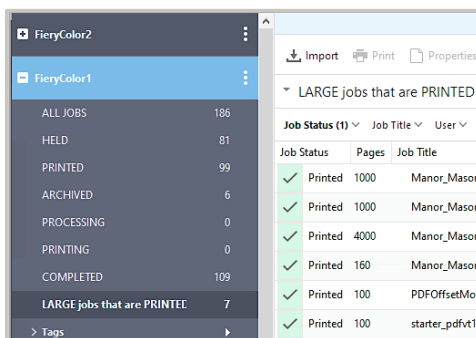 FieryColor2
FieryColor1
ALL JOBS 186
HELD 81
PRINTED 99
ARCHIVED 6
PROCESSING 0
PRINTING 0
COMPLETED 109
LARGE jobs that are PRINTED 7
Tags
Import Print Properties
LARGE jobs that are PRINTED
Job Status (1) Job Title User
Job Status Pages Job Title
Printed 1000 Manor_Mason
Printed 1000 Manor_Mason
Printed 4000 Manor_Mason
Printed 160 Manor_Mason
Printed 100 PDFOffsetMo
Printed 100 starter_pdfvt1